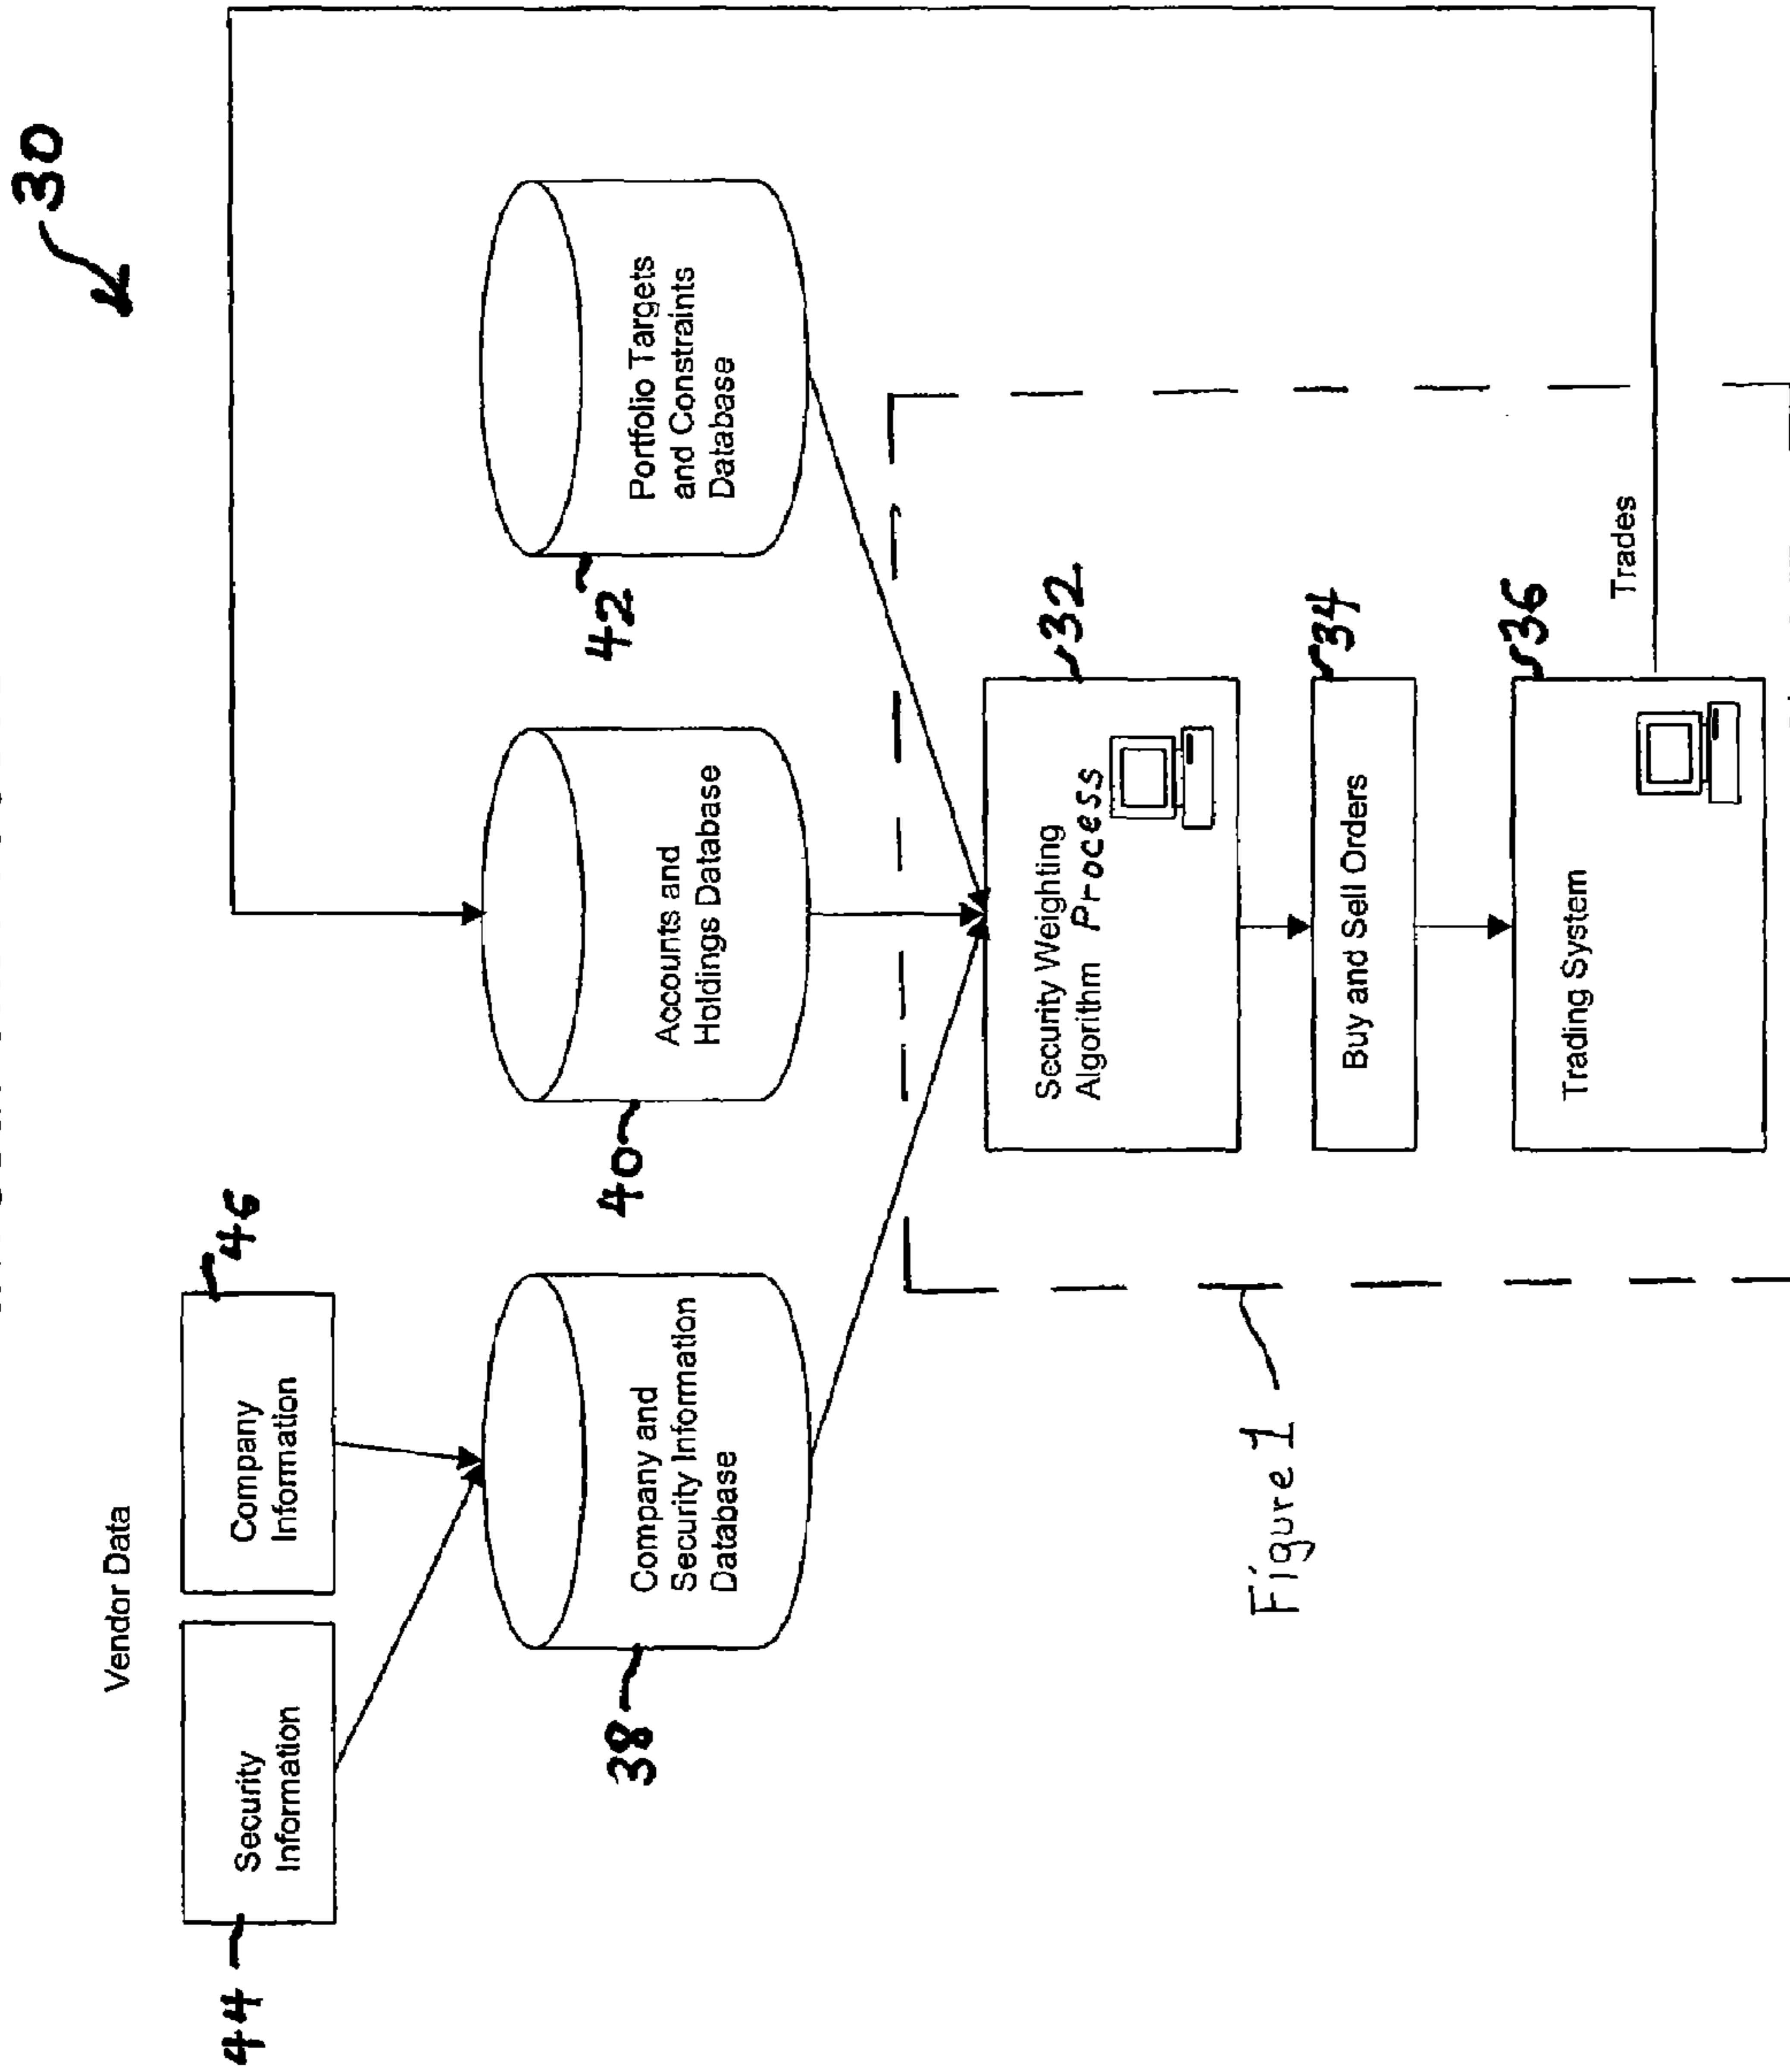 30
Vendor Data
44
Security
Information
Company
Information
46
38
Company and
Security Information
Database
40
Accounts and
Holdings Database
42
Portfolio Targets
and Constraints
Database
Security Weighting
Algorithm Process
32
Figure 1
Buy and Sell Orders
34
Trading System
36
Trades